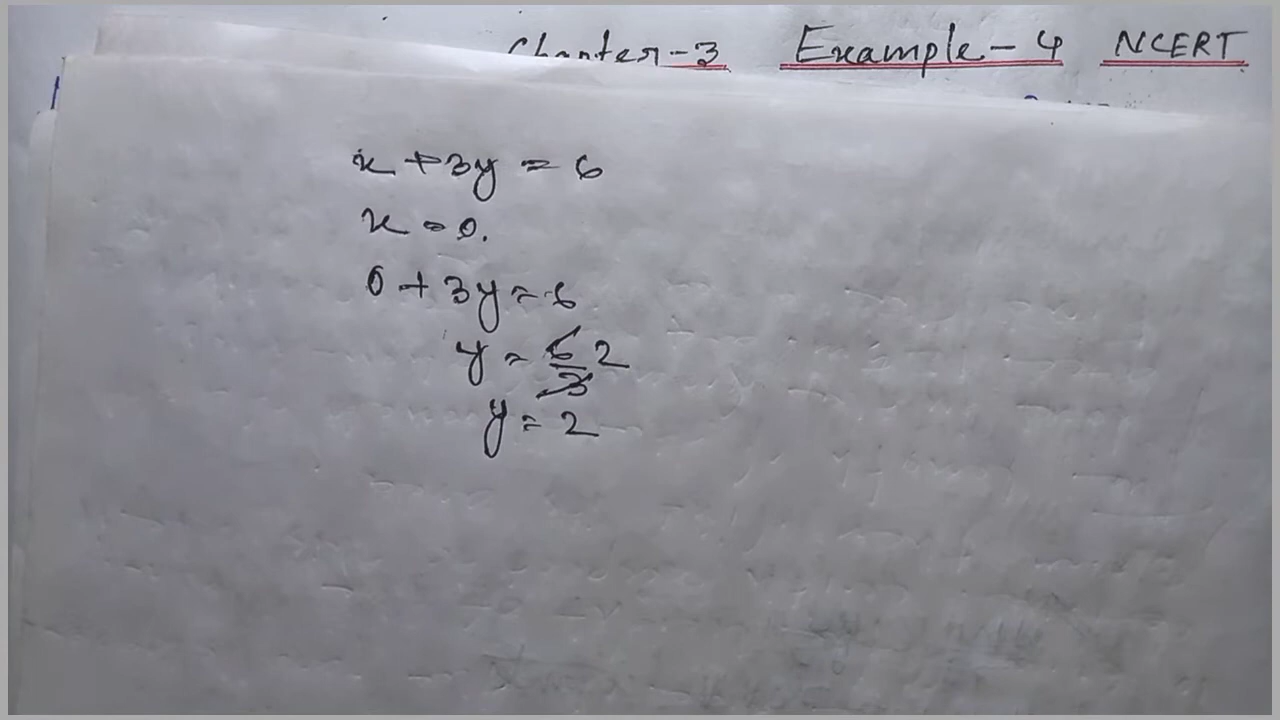 Chapter-3 Example-4 NCERT
x + 3y = 6
x = 0.
0 + 3y = 6
y = 6/3 2
y = 2